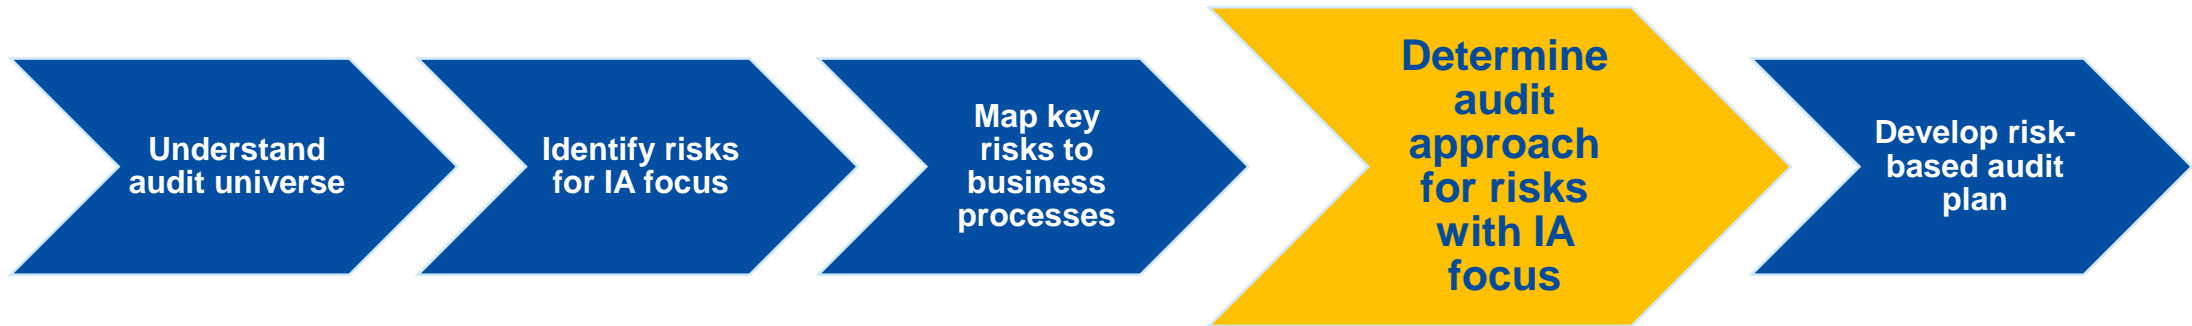 Understand
audit universe
Identify risks
for IA focus
Map key
risks to
business
processes
Determine
audit
approach
for risks
with IA
focus
Develop risk-
based audit
plan